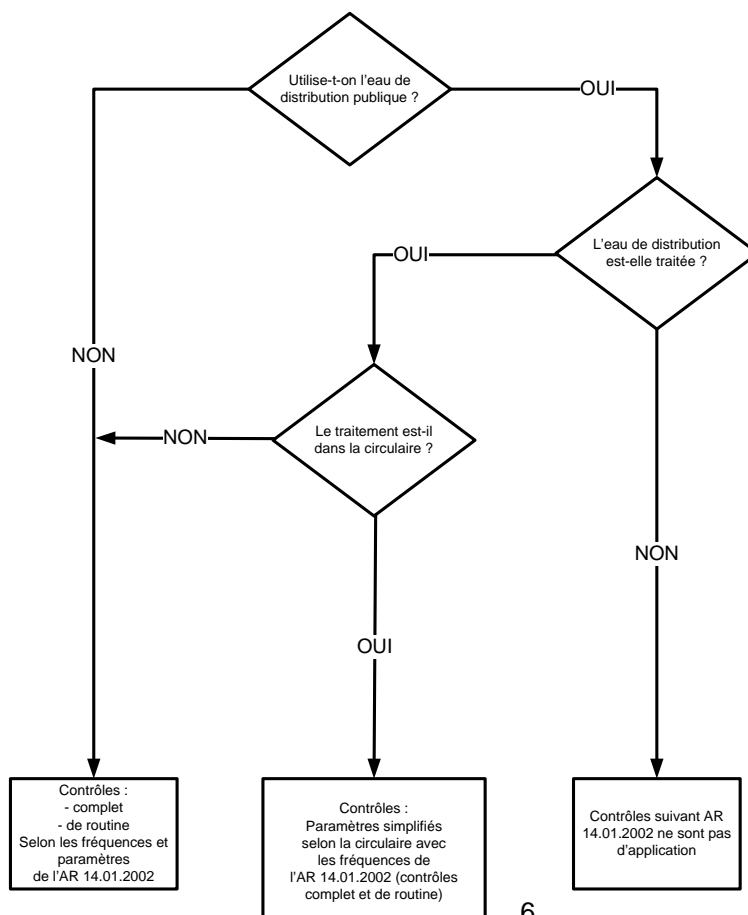 Utilise-t-on l'eau de
distribution publique ?
OUI
L'eau de distribution
est-elle traitée ?
OUI
NON
Le traitement est-il
dans la circulaire ?
NON
NON
OUI
Contrôles :
- complet
- de routine
Selon les fréquences et
paramètres
de l'AR 14.01.2002
Contrôles :
Paramètres simplifiés
selon la circulaire avec
les fréquences de
l'AR 14.01.2002 (contrôles
complet et de routine)
Contrôles suivant AR
14.01.2002 ne sont pas
d'application
6